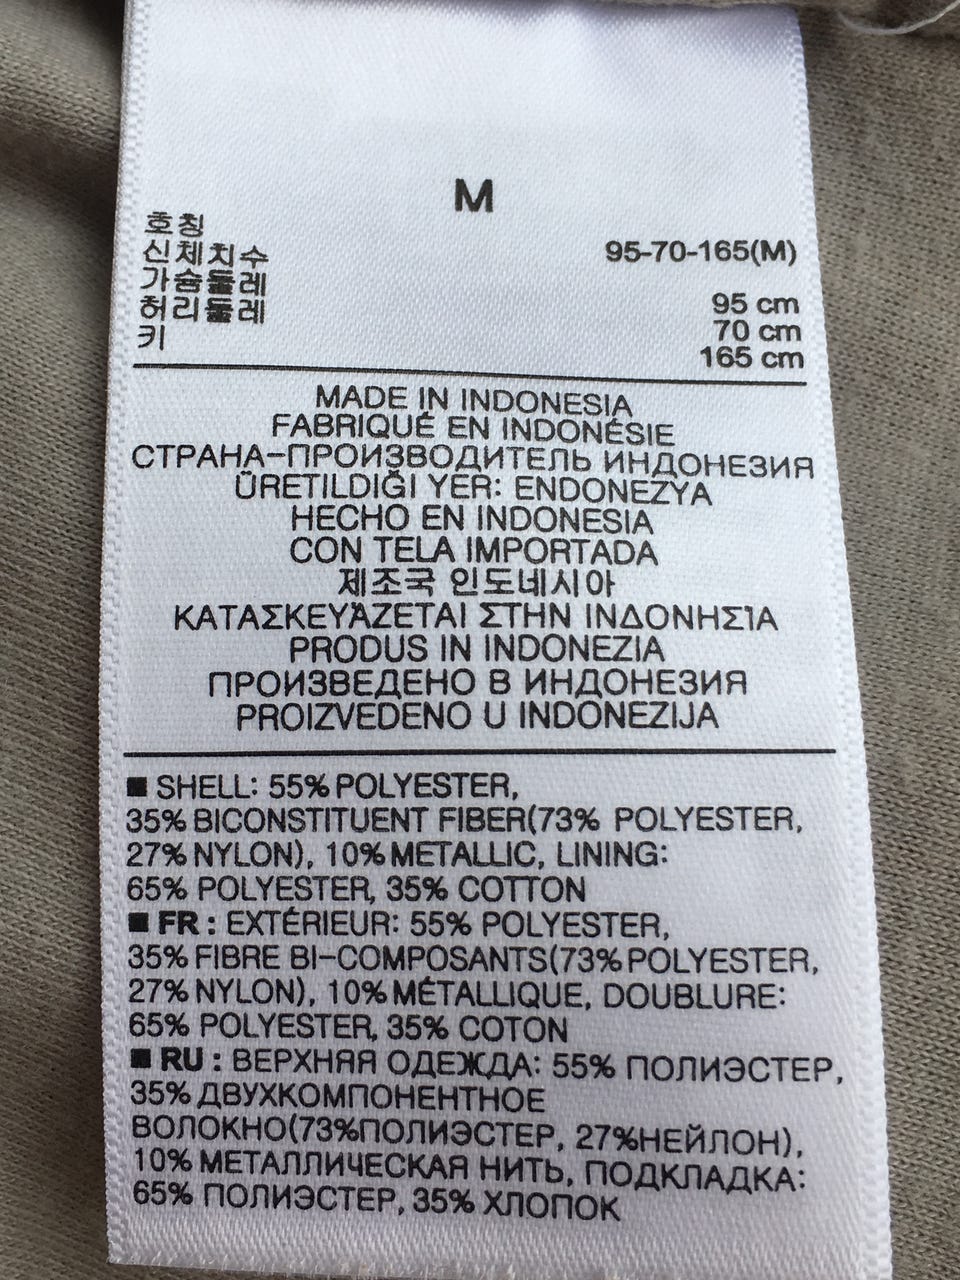 M
호칭
신체치수 95-70-165(M)
가슴둘레 95 cm
허리둘레 70 cm
키 165 cm
MADE IN INDONESIA
FABRIQUÉ EN INDONÉSIE
СТРАНА-ПРОИЗВОДИТЕЛЬ ИНДОНЕЗИЯ
ÜRETILDIĞI YER: ENDONEZYA
HECHO EN INDONESIA
CON TELA IMPORTADA
제조국 인도네시아
ΚΑΤΑΣΚΕΥΆΖΕΤΑΙ ΣΤΗΝ ΙΝΔΟΝΗΣΊΑ
PRODUS IN INDONEZIA
ПРОИЗВЕДЕНО В ИНДОНЕЗИЯ
PROIZVEDENO U INDONEZIJA
■ SHELL: 55% POLYESTER,
35% BICONSTITUENT FIBER(73% POLYESTER,
27% NYLON), 10% METALLIC, LINING:
65% POLYESTER, 35% COTTON
■ FR : EXTÉRIEUR: 55% POLYESTER,
35% FIBRE BI-COMPOSANTS(73% POLYESTER,
27% NYLON), 10% MÉTALLIQUE, DOUBLURE:
65% POLYESTER, 35% COTON
■ RU : ВЕРХНЯЯ ОДЕЖДА: 55% ПОЛИЭСТЕР,
35% ДВУХКОМПОНЕНТНОЕ
ВОЛОКНО(73%ПОЛИЭСТЕР, 27%НЕЙЛОН),
10% МЕТАЛЛИЧЕСКАЯ НИТЬ, ПОДКЛАДКА:
65% ПОЛИЭСТЕР, 35% ХЛОПОК